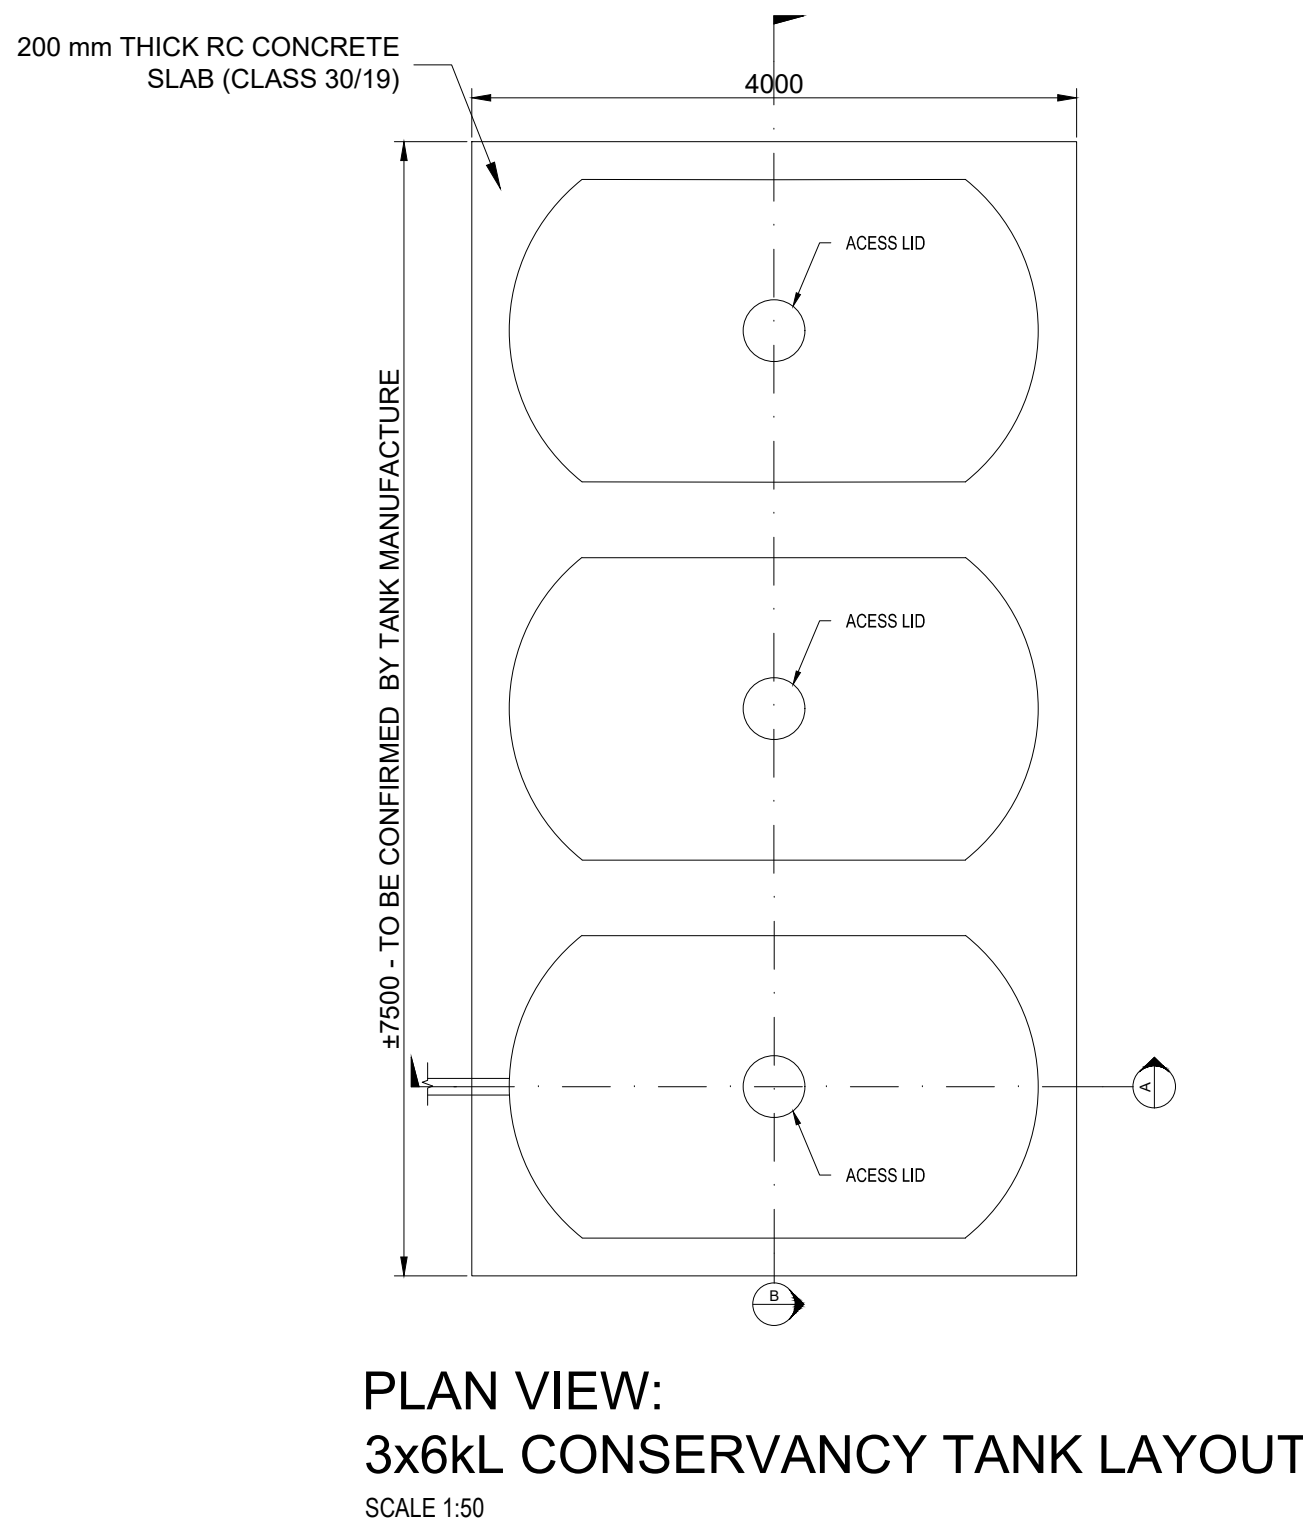 200 mm THICK RC CONCRETE
SLAB (CLASS 30/19)
4000
ACESS LID
±7500 - TO BE CONFIRMED BY TANK MANUFACTURE
ACESS LID
A
ACESS LID
B
PLAN VIEW:
3x6kL CONSERVANCY TANK LAYOUT
SCALE 1:50